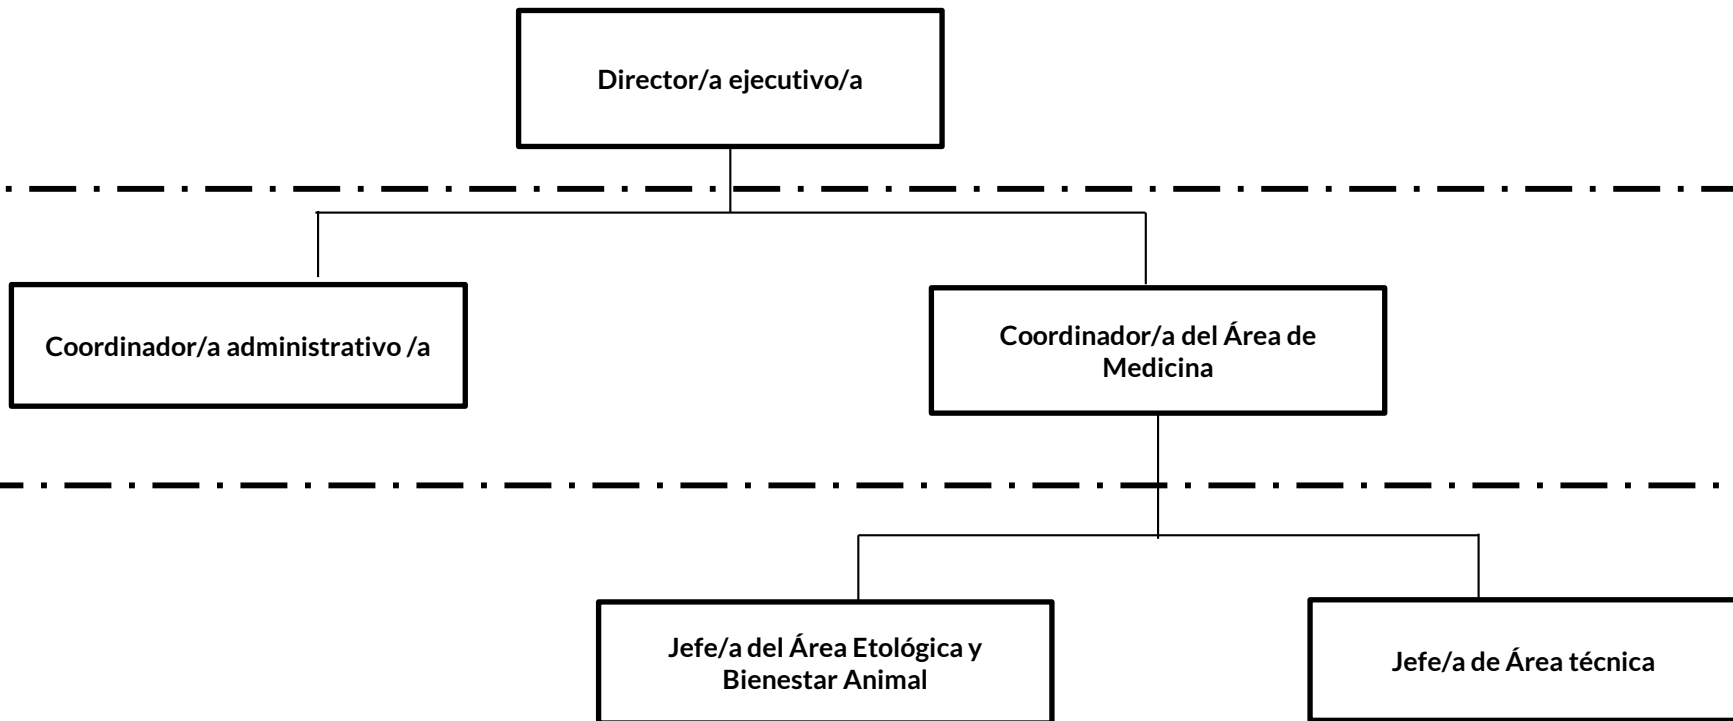 Director/a ejecutivo/a
Coordinador/a administrativo /a
Coordinador/a del Área de
Medicina
Jefe/a del Área Etológica y
Bienestar Animal
Jefe/a de Área técnica